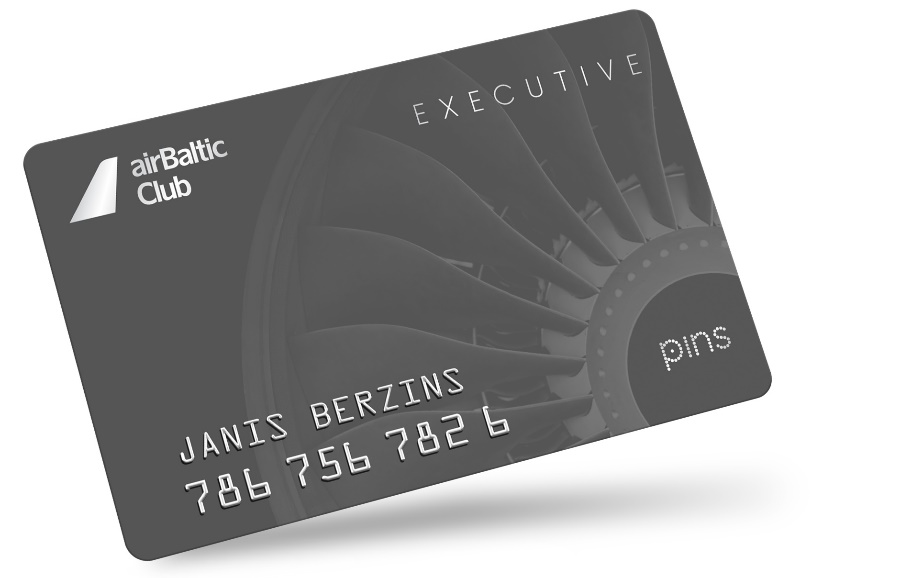 EXECUTIVE
airBaltic
Club
pins
JANIS BERZINS
786 756 782 6